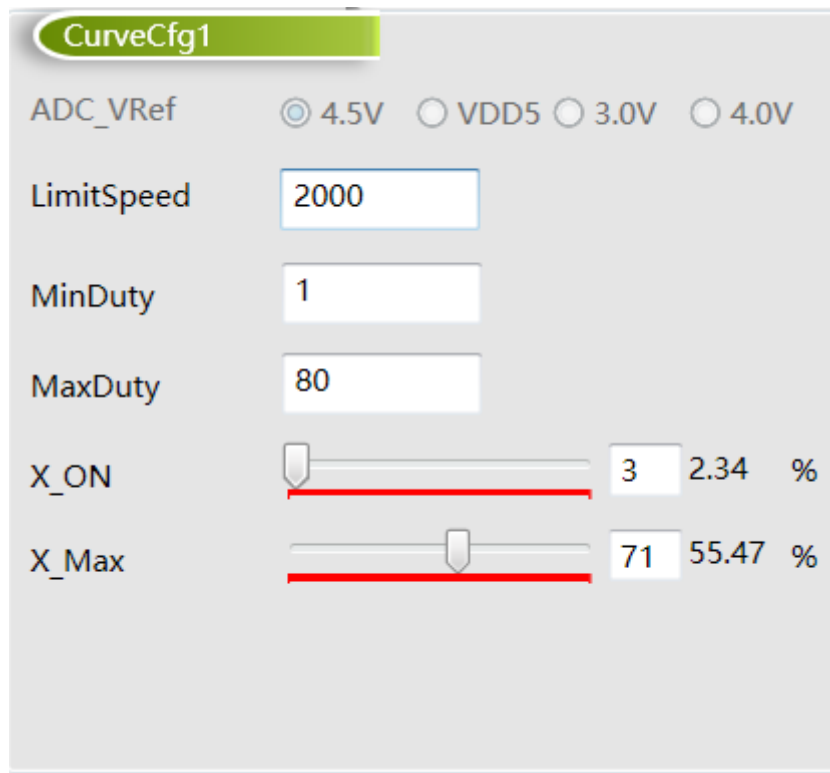 CurveCfg1
ADC_VRef 4.5V VDD5 3.0V 4.0V
LimitSpeed 2000
MinDuty 1
MaxDuty 80
X_ON 3 2.34 %
X_Max 71 55.47 %